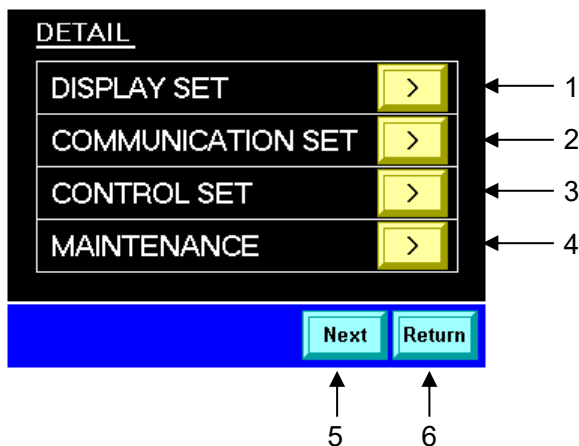 DETAIL
DISPLAY SET > 1
COMMUNICATION SET > 2
CONTROL SET > 3
MAINTENANCE > 4
Next Return
5 6